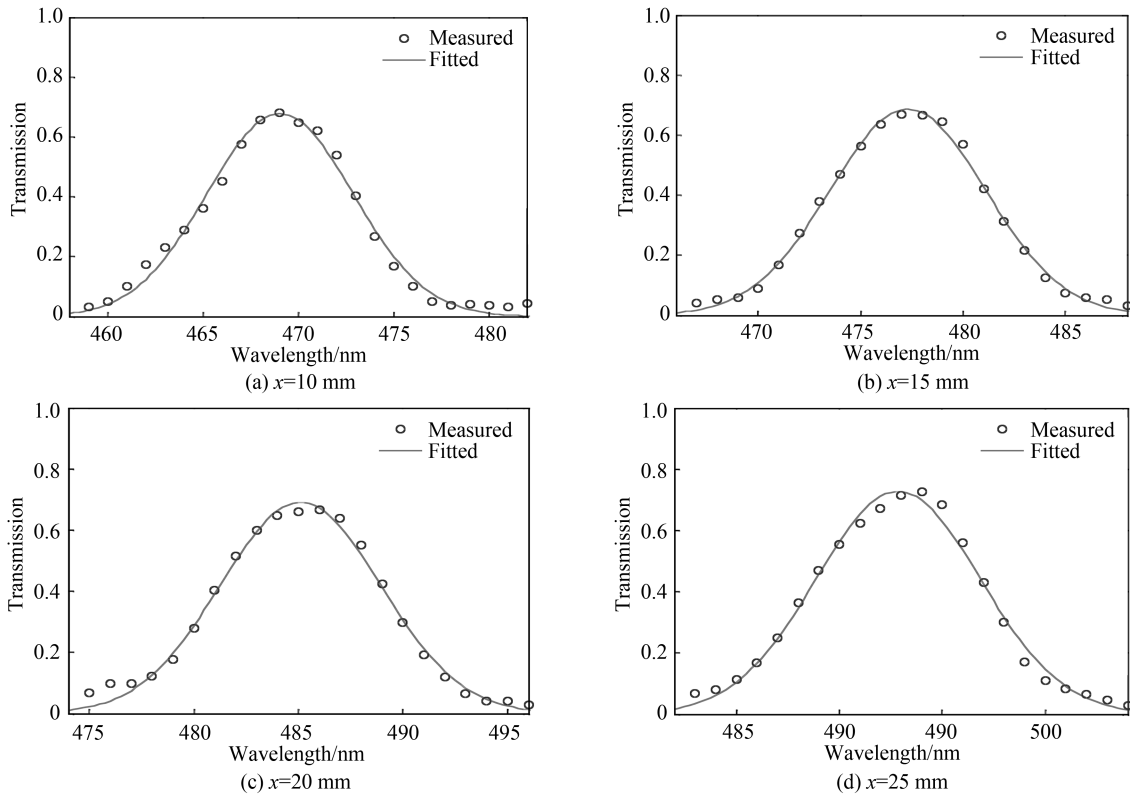 1.0
0.8
0.6
0.4
0.2
0
Transmission
Measured
Fitted
460 465 470 475 480
Wavelength/nm
(a) x=10 mm
1.0
0.8
0.6
0.4
0.2
0
Transmission
Measured
Fitted
470 475 480 485
Wavelength/nm
(b) x=15 mm
1.0
0.8
0.6
0.4
0.2
0
Transmission
Measured
Fitted
475 480 485 490 495
Wavelength/nm
(c) x=20 mm
1.0
0.8
0.6
0.4
0.2
0
Transmission
Measured
Fitted
485 490 490 500
Wavelength/nm
(d) x=25 mm